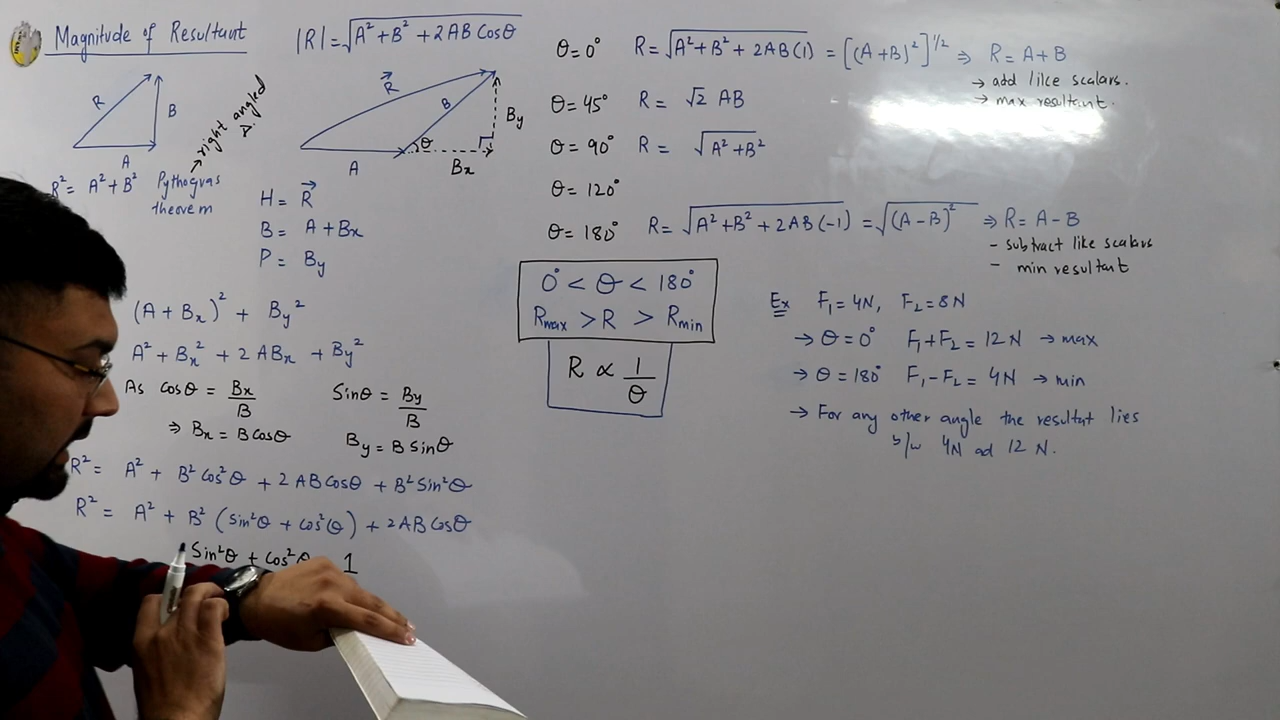 Magnitude of Resultant
|R| = √A² + B² + 2AB Cosθ
R
B
A
→ right angled Δ.
R² = A² + B² Pythogras theorem
R⃗
B
By
θ
A
Bx
H = R⃗
B = A + Bx
P = By
(A + Bx)² + By²
A² + Bx² + 2ABx + By²
As cosθ = Bx/B Sinθ = By/B
⇒ Bx = B cosθ By = B sinθ
R² = A² + B² Cos²θ + 2AB Cosθ + B² Sin²θ
R² = A² + B² (Sin²θ + Cos²θ) + 2AB Cosθ
Sin²θ + Cos²θ = 1
θ = 0° R = √A² + B² + 2AB(1) = [(A+B)²]^1/2 ⇒ R = A + B
→ add like scalars.
→ max resultant.
θ = 45° R = √2 AB
θ = 90° R = √A² + B²
θ = 120°
θ = 180° R = √A² + B² + 2AB(-1) = √(A - B)² ⇒ R = A - B
- subtract like scalars
- min resultant
0° < θ < 180°
Rmax > R > Rmin
R ∝ 1/θ
Ex F₁ = 4N, F₂ = 8N
→ θ = 0° F₁ + F₂ = 12 N → max
→ θ = 180° F₁ - F₂ = 4N → min
→ For any other angle the resultat lies
b/w 4N ad 12 N.